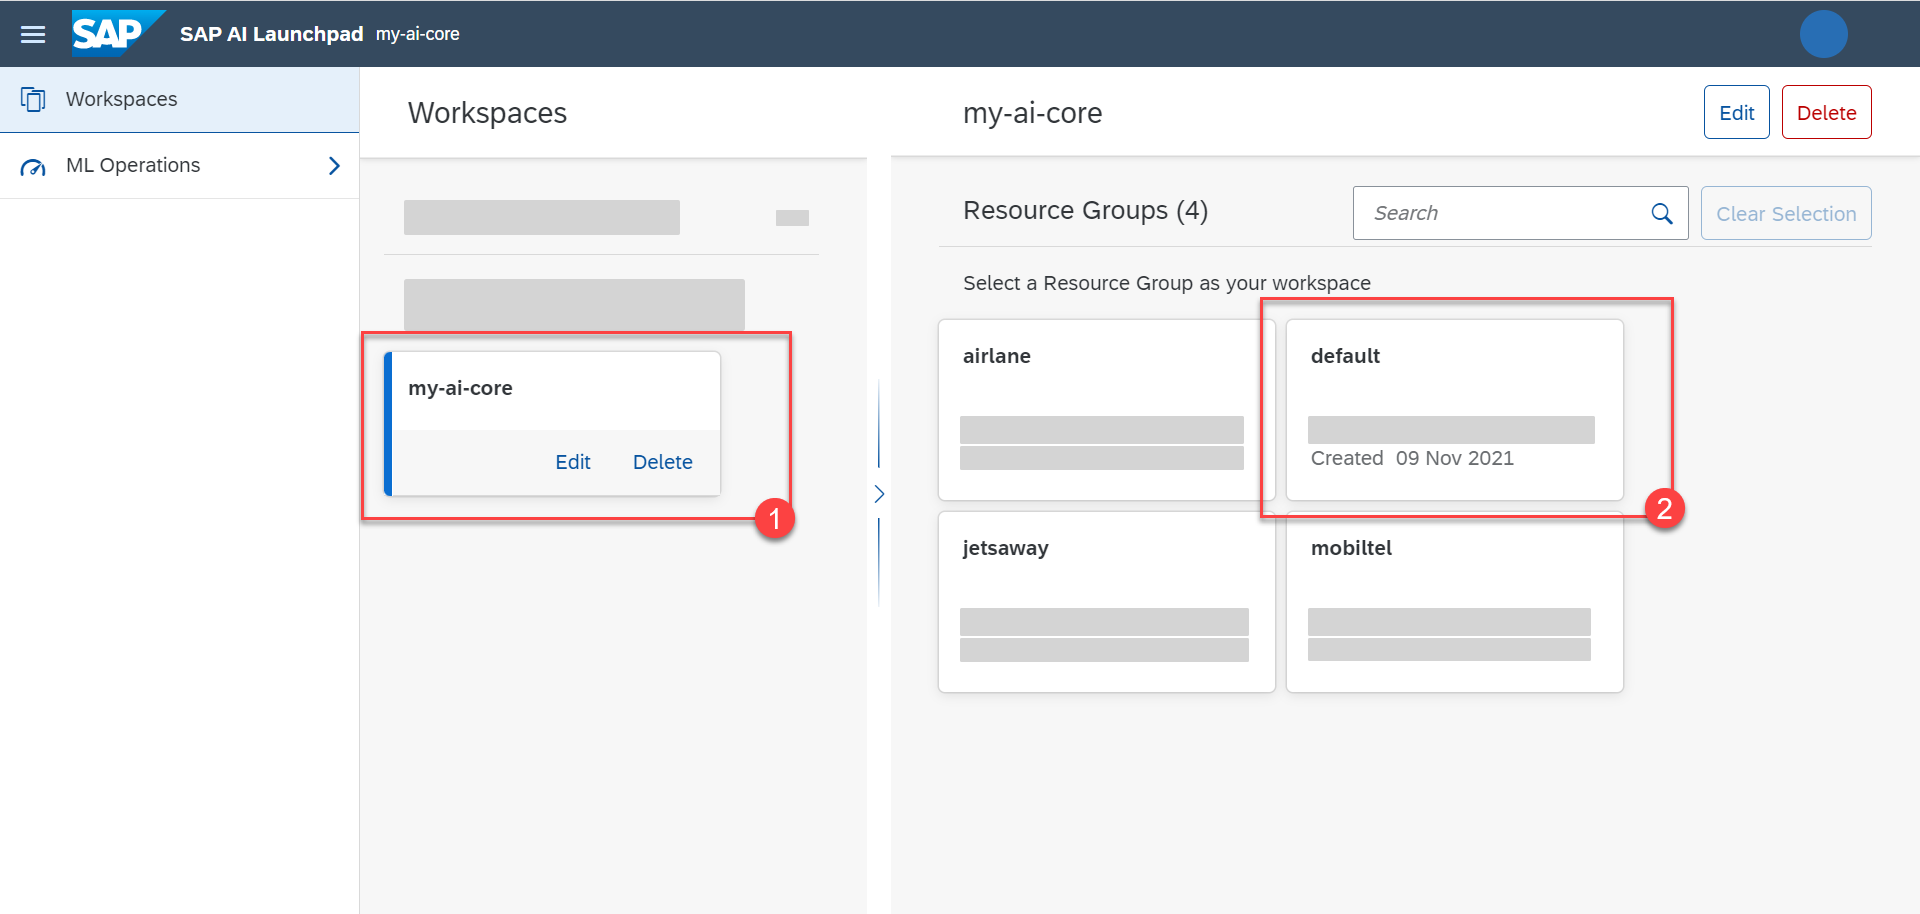 SAP SAP AI Launchpad my-ai-core
Workspaces
ML Operations
Workspaces
my-ai-core
Edit Delete
1
my-ai-core
Edit Delete
Resource Groups (4)
Search
Clear Selection
Select a Resource Group as your workspace
airlane
default
Created 09 Nov 2021
2
jetsaway
mobiltel